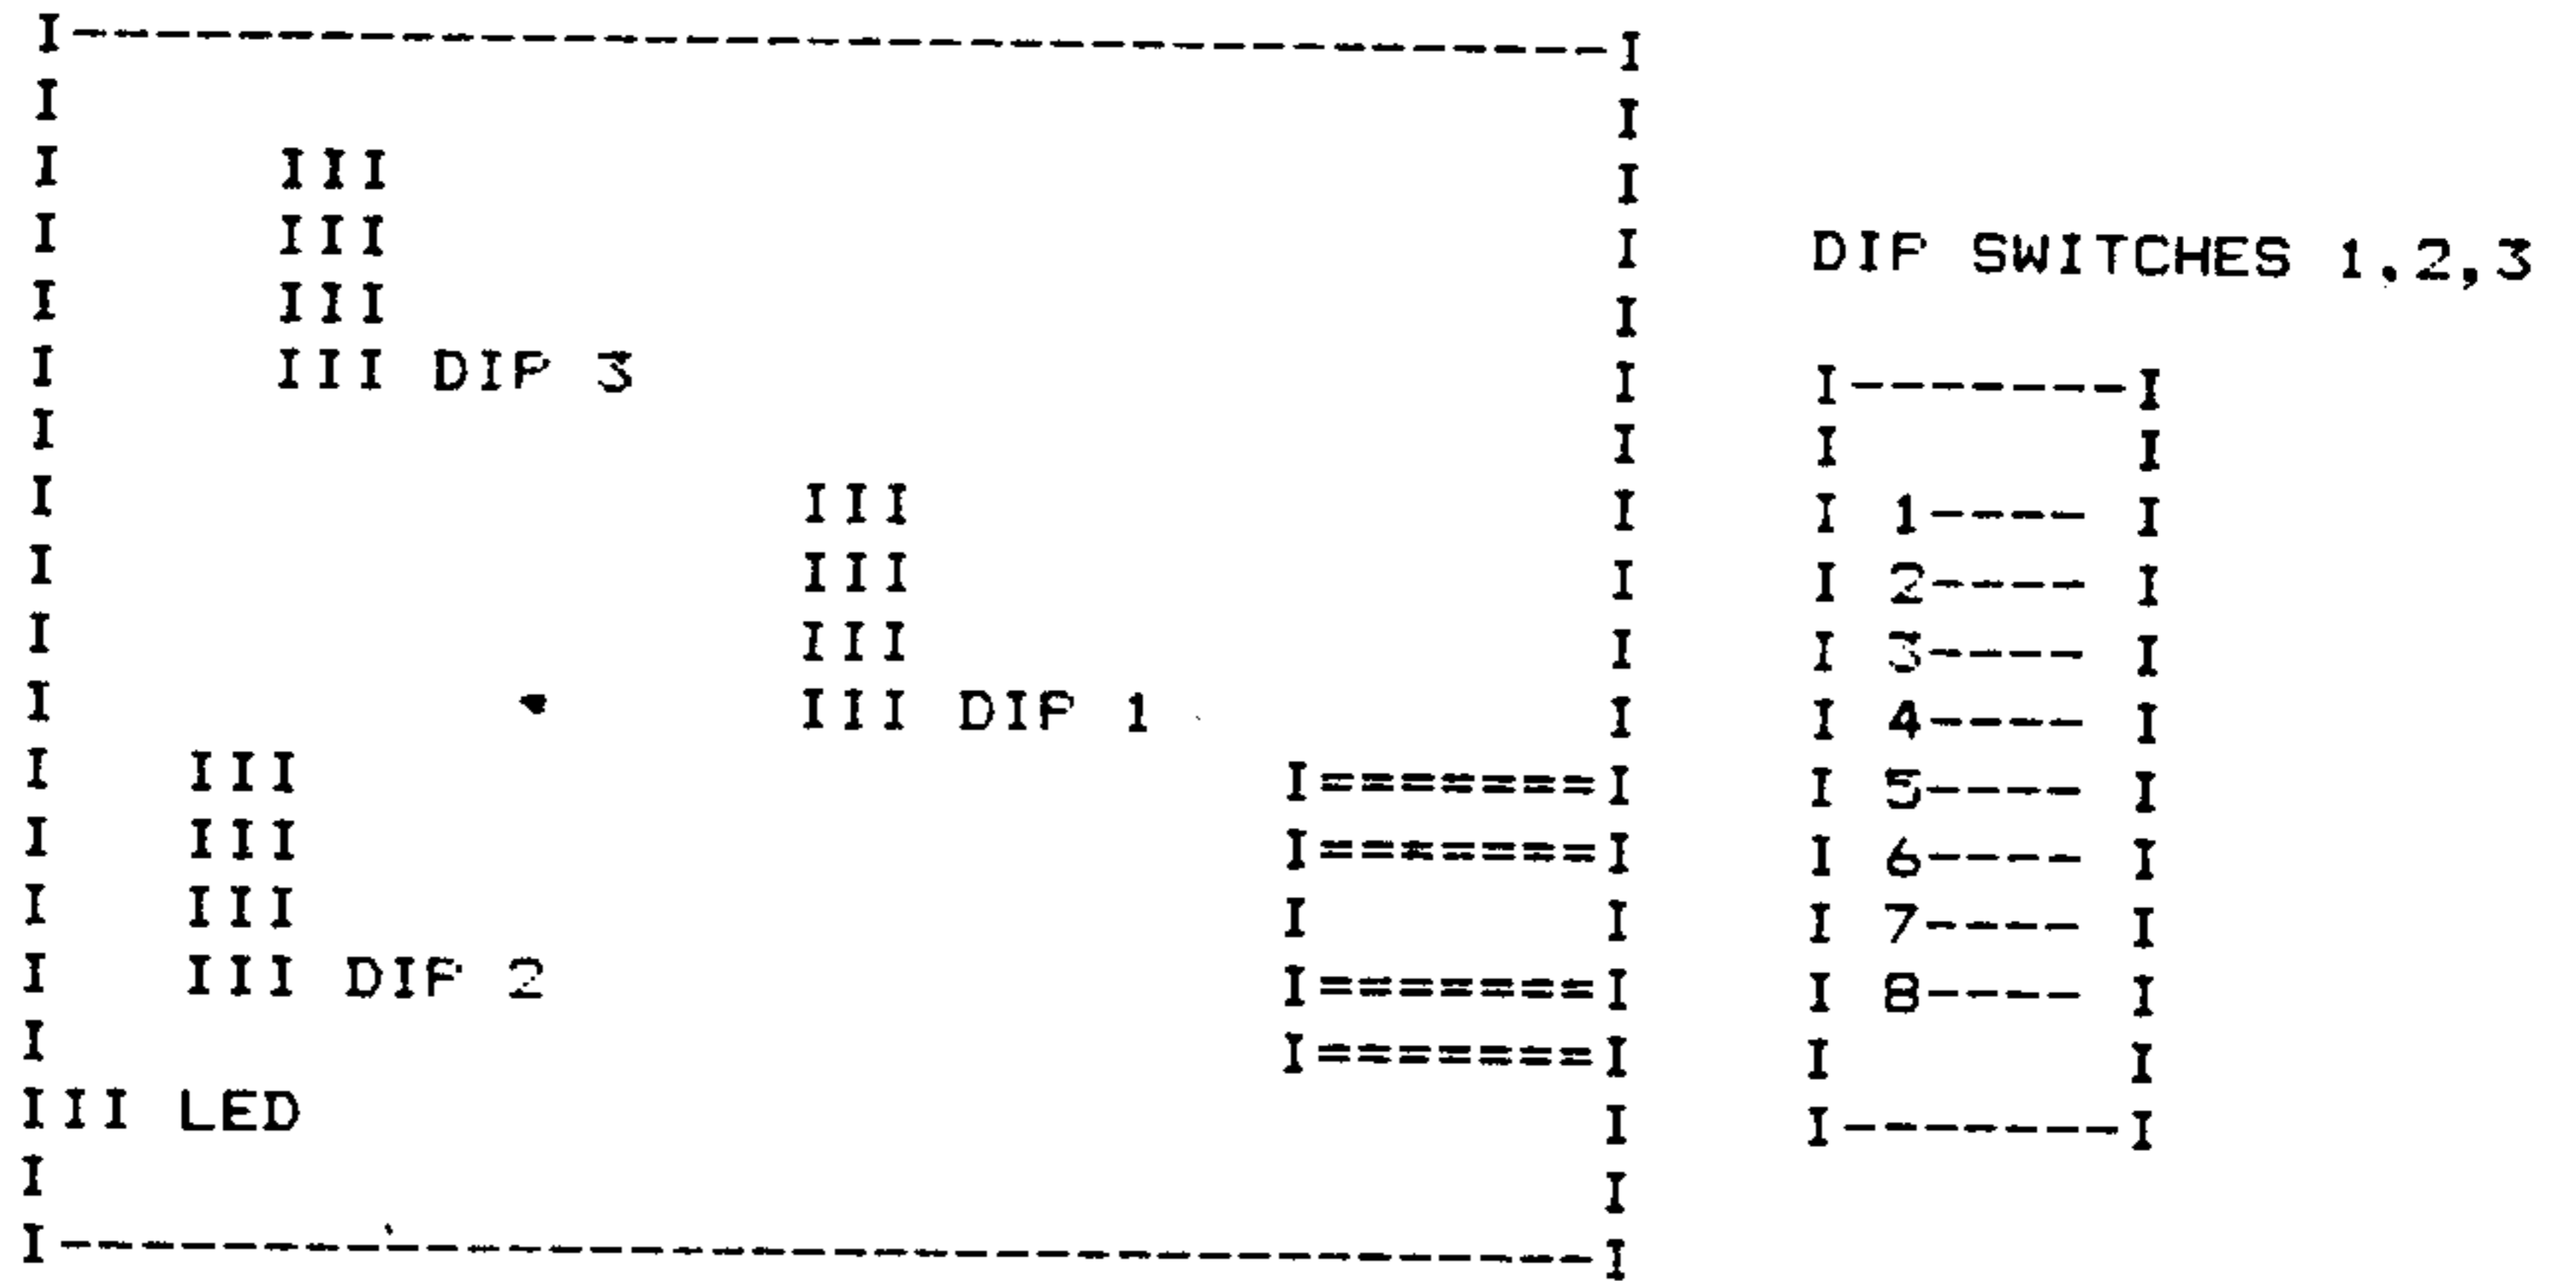 DIP SWITCHES 1,2,3
DIP 3
DIP 1
1----
2----
3----
4----
5----
6----
7----
8----
DIP 2
LED